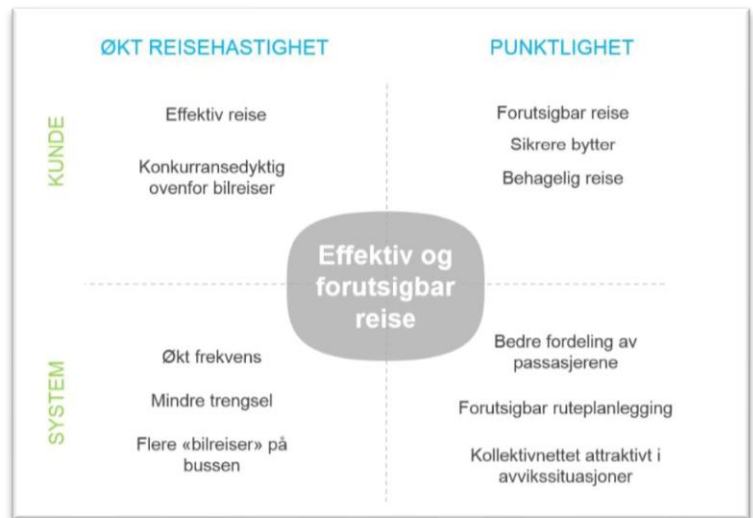 ØKT REISEHASTIGHET
PUNKTLIGHET
KUNDE
Effektiv reise
Konkurransedyktig
ovenfor bilreiser
Forutsigbar reise
Sikrere bytter
Behagelig reise
Effektiv og
forutsigbar
reise
SYSTEM
Økt frekvens
Mindre trengsel
Flere «bilreiser» på
bussen
Bedre fordeling av
passasjerene
Forutsigbar ruteplanlegging
Kollektivnettet attraktivt i
avvikssituasjoner